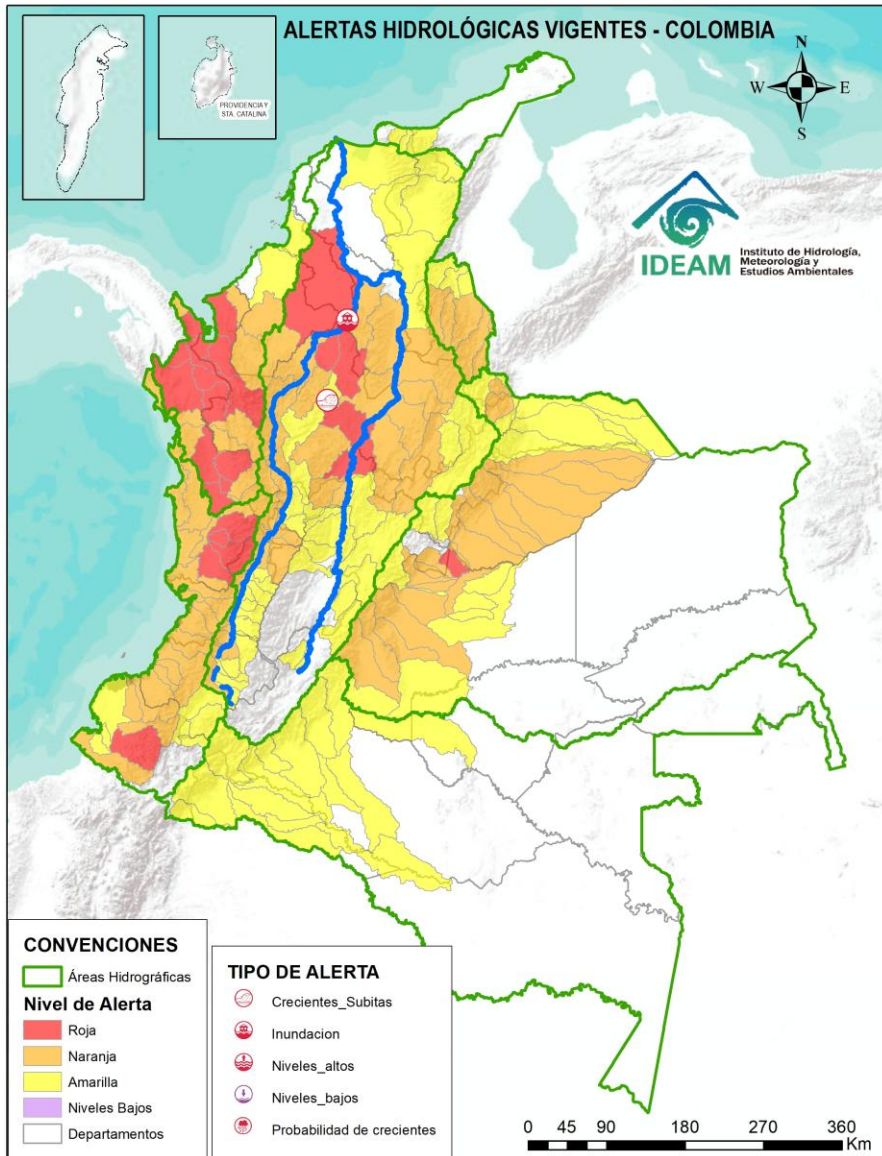 ALERTAS HIDROLÓGICAS VIGENTES - COLOMBIA
PROVIDENCIA Y
STA. CATALINA
N
W
E
S
IDEAM
Instituto de Hidrología,
Meteorología y
Estudios Ambientales
CONVENCIONES
Áreas Hidrográficas
Nivel de Alerta
Roja
Naranja
Amarilla
Niveles Bajos
Departamentos
TIPO DE ALERTA
Crecientes_Subitas
Inundacion
Niveles_altos
Niveles_bajos
Probabilidad de crecientes
0 45 90 180 270 360
Km